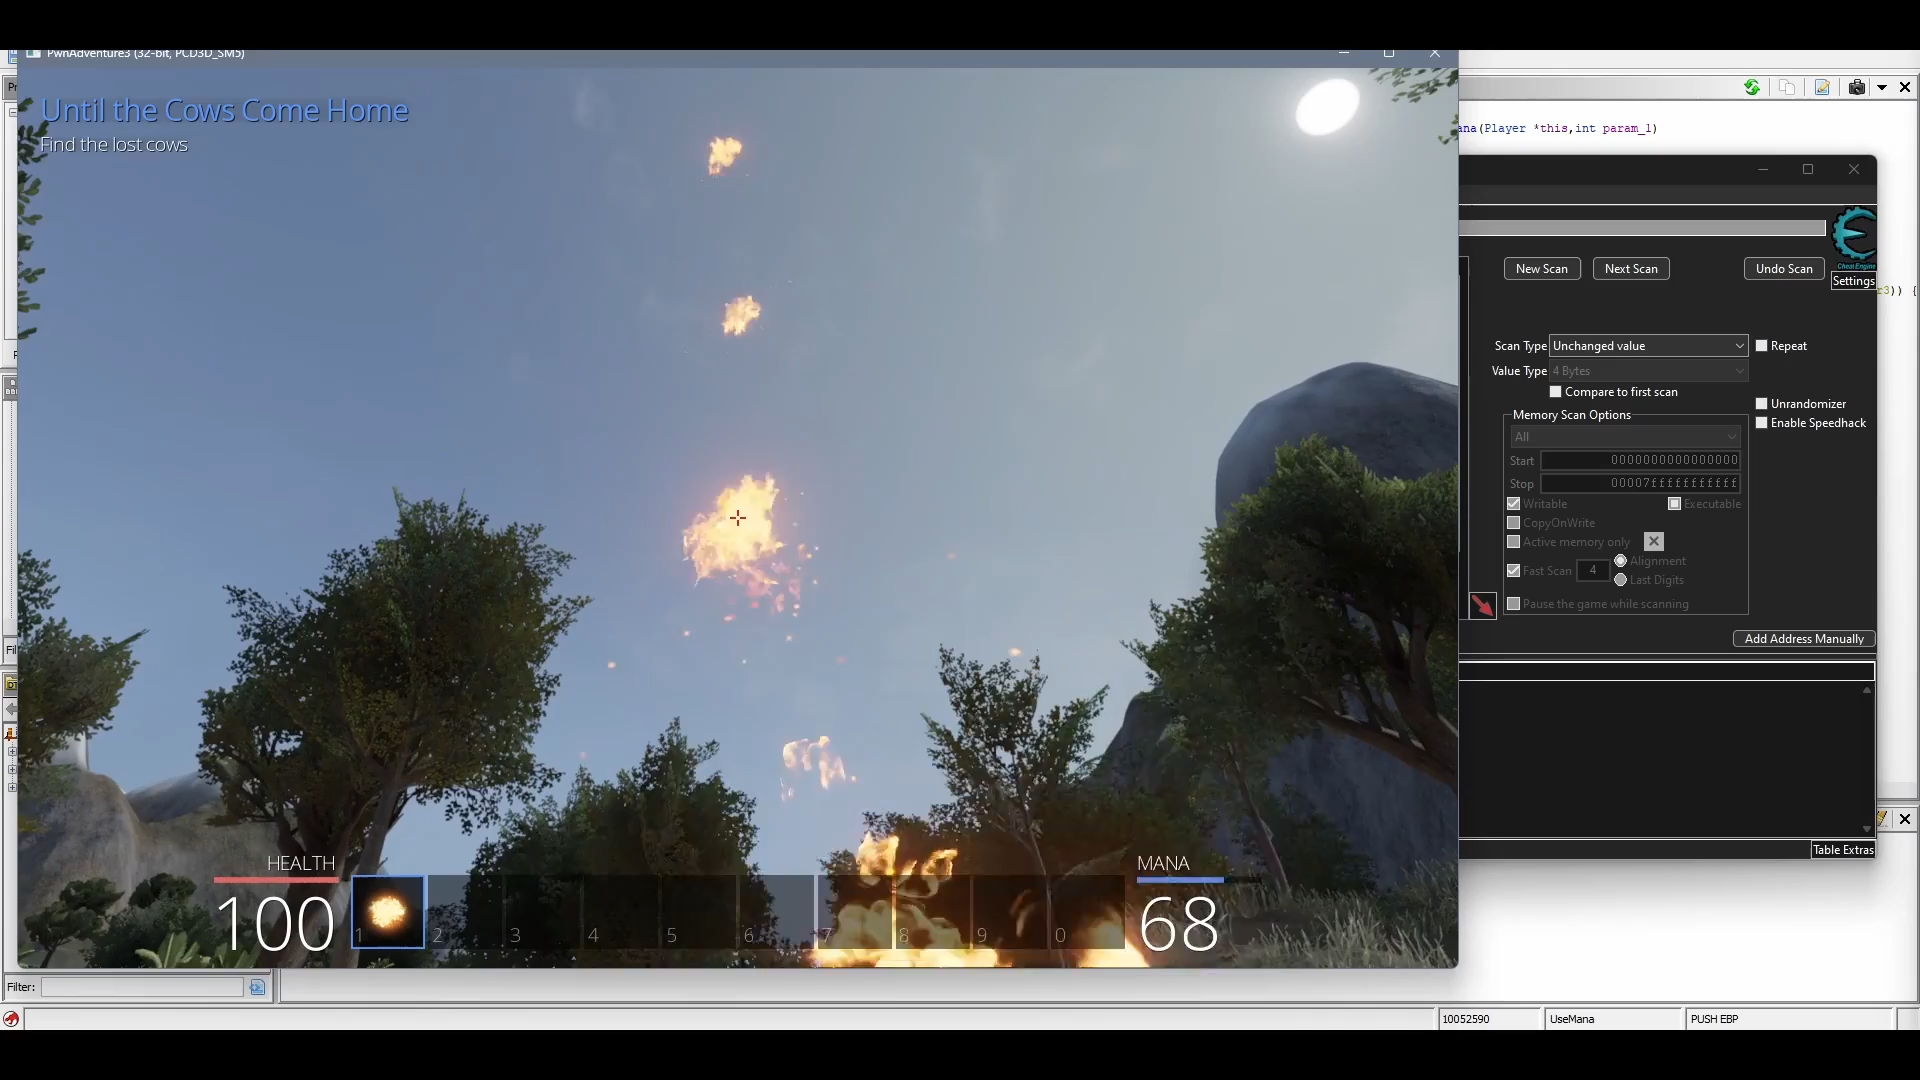 PwnAdventure3 (32-bit, PCD3D_SM5)
Until the Cows Come Home
Find the lost cows
ana(Player *this,int param_1)
New Scan
Next Scan
Undo Scan
Cheat Engine
Settings
r3)) {
Scan Type
Unchanged value
Repeat
Value Type
4 Bytes
Compare to first scan
Unrandomizer
Memory Scan Options
Enable Speedhack
All
Start
0000000000000000
Stop
00007fffffffffff
Writable
Executable
CopyOnWrite
Active memory only
Fast Scan
4
Alignment
Last Digits
Pause the game while scanning
Add Address Manually
Table Extras
HEALTH
100
1 2 3 4 5 6 7 8 9 0
MANA
68
Filter:
10052590
UseMana
PUSH EBP